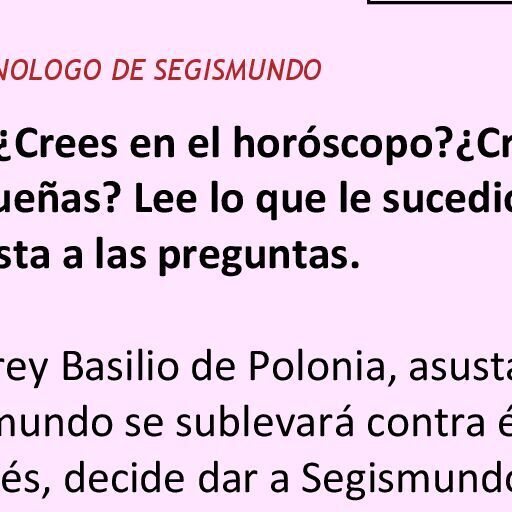 NOLOGO DE SEGISMUNDO
¿Crees en el horóscopo?¿Cr
ueñas? Lee lo que le sucedió
sta a las preguntas.
rey Basilio de Polonia, asusta
mundo se sublevará contra é
és, decide dar a Segismundo